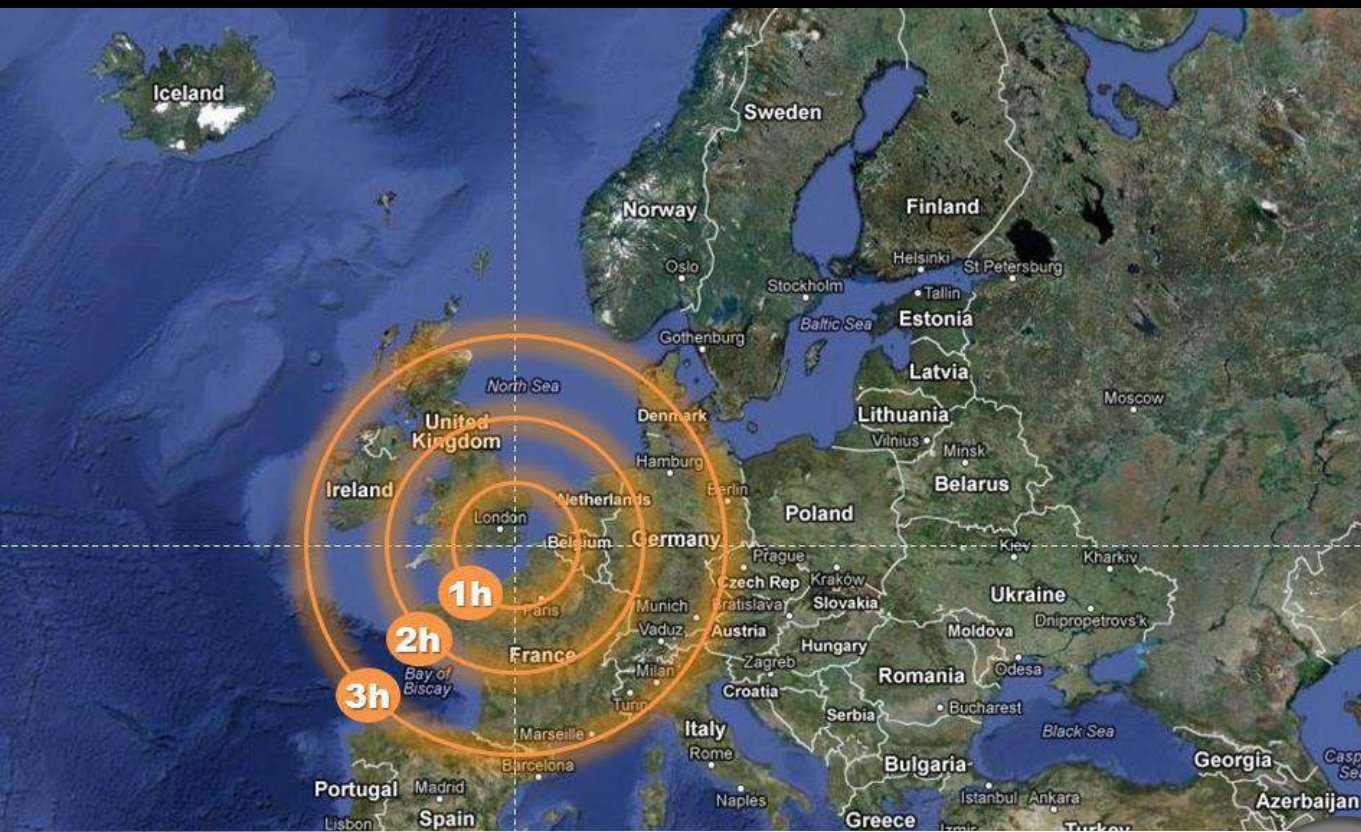 Iceland
Sweden
Norway
Finland
Oslo
Helsinki
St Petersburg
Stockholm
Tallin
Baltic Sea
Estonia
Gothenburg
North Sea
Latvia
Moscow
United
Kingdom
Denmark
Lithuania
Vilnius
Minsk
Hamburg
Belarus
Ireland
Netherlands
Berlin
Poland
London
Belgium
Germany
Kiev
Kharkiv
Prague
1h
Czech Rep
Kraków
Ukraine
Paris
Munich
Bratislava
Slovakia
Dnipropetrovs'k
2h
Vaduz
Austria
Moldova
Hungary
France
Bay of
Biscay
Milan
Zagreb
Romania
Odesa
3h
Turin
Croatia
Serbia
Bucharest
Marseille
Italy
Black Sea
Rome
Barcelona
Bulgaria
Georgia
Portugal
Madrid
Naples
Istanbul
Ankara
Azerbaijan
Lisbon
Spain
Greece